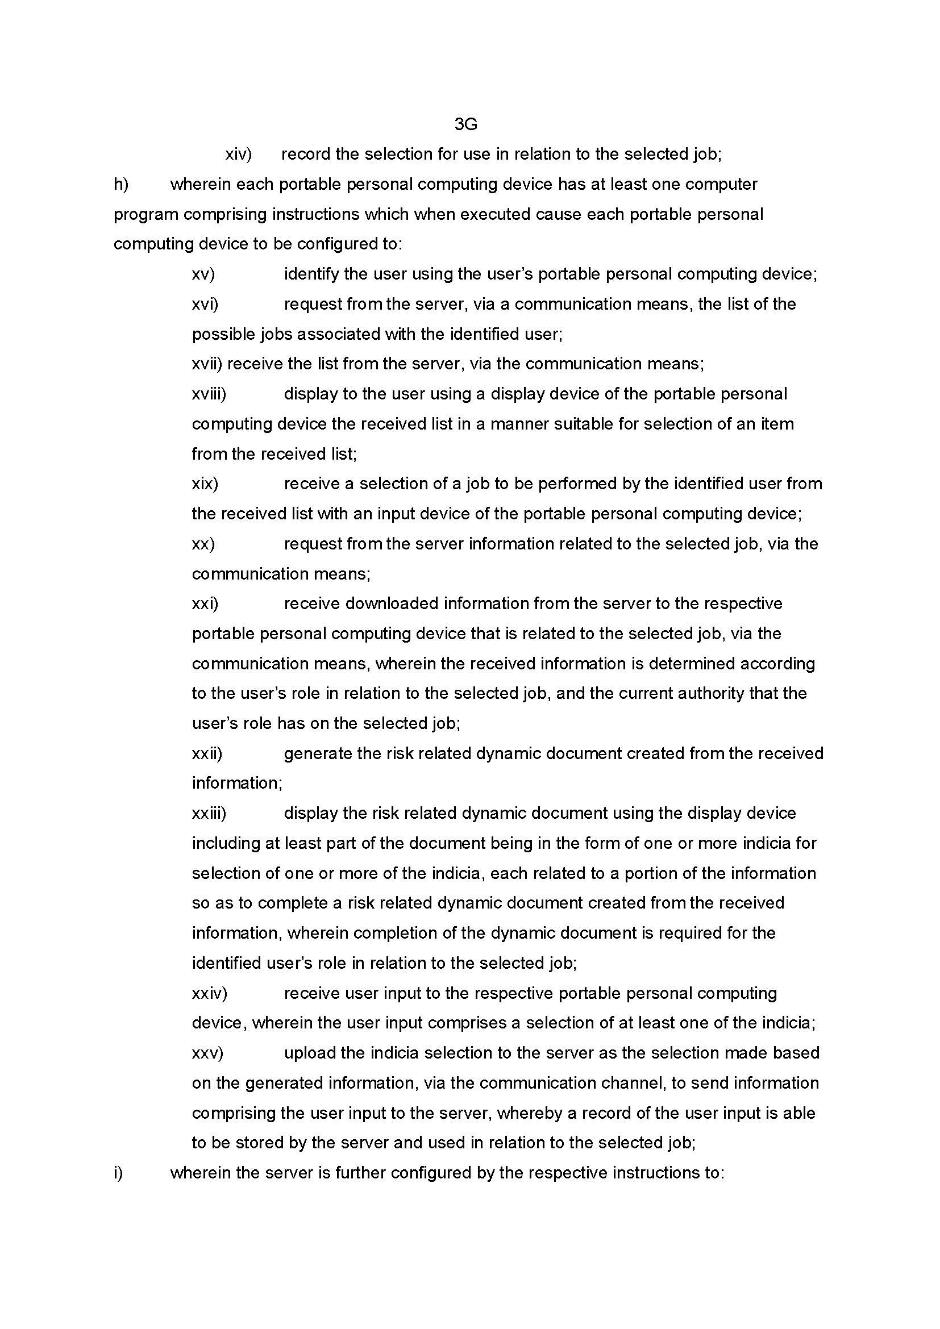 3G
xiv) record the selection for use in relation to the selected job;
h) wherein each portable personal computing device has at least one computer
program comprising instructions which when executed cause each portable personal
computing device to be configured to:
xv) identify the user using the user's portable personal computing device;
xvi) request from the server, via a communication means, the list of the
possible jobs associated with the identified user;
xvii) receive the list from the server, via the communication means;
xviii) display to the user using a display device of the portable personal
computing device the received list in a manner suitable for selection of an item
from the received list;
xix) receive a selection of a job to be performed by the identified user from
the received list with an input device of the portable personal computing device;
xx) request from the server information related to the selected job, via the
communication means;
xxi) receive downloaded information from the server to the respective
portable personal computing device that is related to the selected job, via the
communication means, wherein the received information is determined according
to the user's role in relation to the selected job, and the current authority that the
user's role has on the selected job;
xxii) generate the risk related dynamic document created from the received
information;
xxiii) display the risk related dynamic document using the display device
including at least part of the document being in the form of one or more indicia for
selection of one or more of the indicia, each related to a portion of the information
so as to complete a risk related dynamic document created from the received
information, wherein completion of the dynamic document is required for the
identified user's role in relation to the selected job;
xxiv) receive user input to the respective portable personal computing
device, wherein the user input comprises a selection of at least one of the indicia;
xxv) upload the indicia selection to the server as the selection made based
on the generated information, via the communication channel, to send information
comprising the user input to the server, whereby a record of the user input is able
to be stored by the server and used in relation to the selected job;
i) wherein the server is further configured by the respective instructions to: